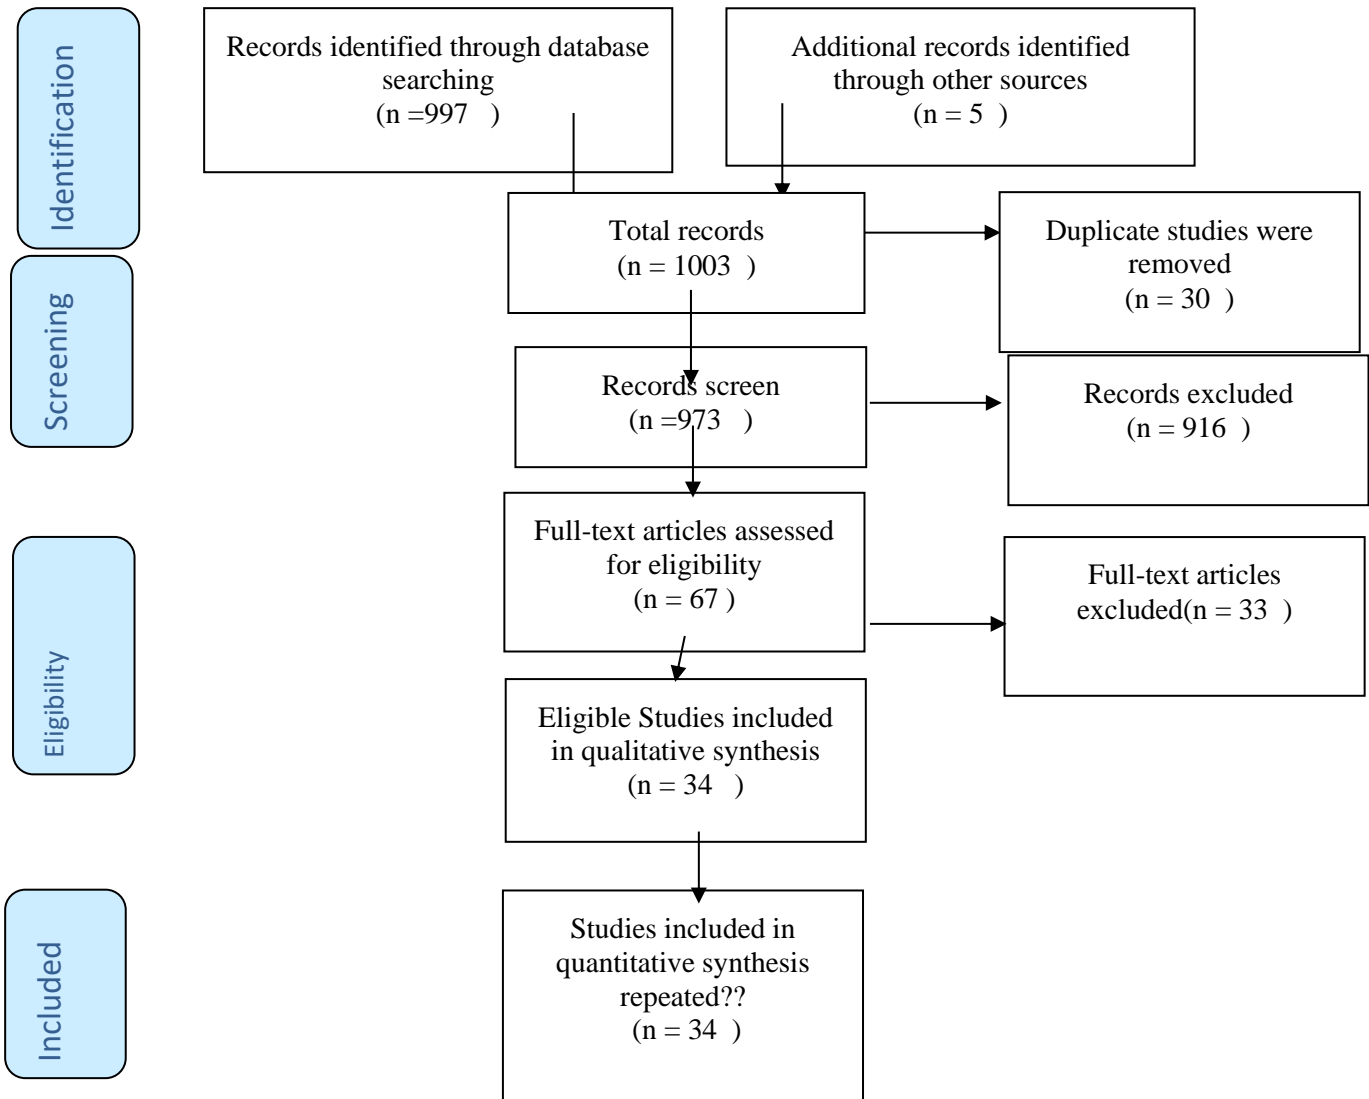 Identification
Records identified through database
searching
(n =997   )
Additional records identified
through other sources
(n = 5  )
Total records
(n = 1003  )
Duplicate studies were
removed
(n = 30  )
Screening
Records screen
(n =973   )
Records excluded
(n = 916  )
Eligibility
Full-text articles assessed
for eligibility
(n = 67 )
Full-text articles
excluded(n = 33  )
Eligible Studies included
in qualitative synthesis
(n = 34   )
Included
Studies included in
quantitative synthesis
repeated??
(n = 34  )